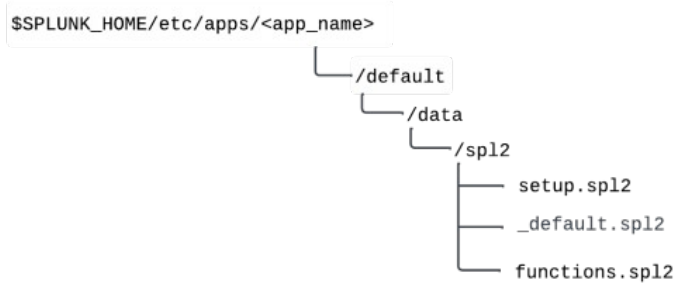 $SPLUNK_HOME/etc/apps/<app_name>
/default
/data
/spl2
setup.spl2
_default.spl2
functions.spl2